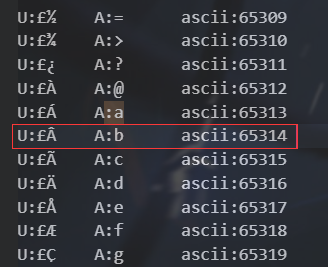 U:£½ A:= ascii:65309
U:£¾ A:> ascii:65310
U:£¿ A:? ascii:65311
U:£À A:@ ascii:65312
U:£Á A:a ascii:65313
U:£Â A:b ascii:65314
U:£Ã A:c ascii:65315
U:£Ä A:d ascii:65316
U:£Å A:e ascii:65317
U:£Æ A:f ascii:65318
U:£Ç A:g ascii:65319